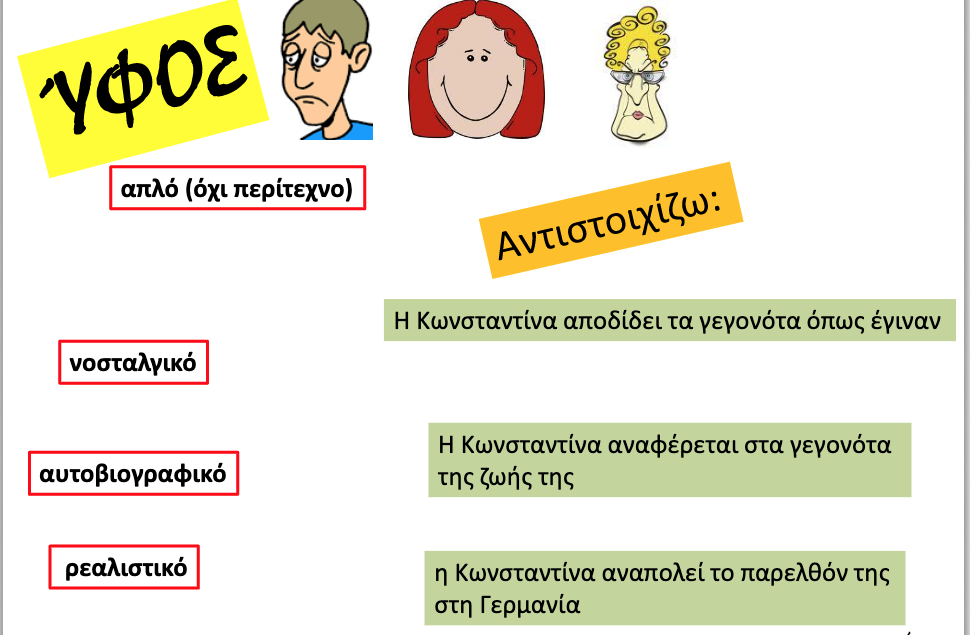 ΎΦΟΣ
απλό (όχι περίτεχνο)
Αντιστοιχίζω:
Η Κωνσταντίνα αποδίδει τα γεγονότα όπως έγιναν
νοσταλγικό
Η Κωνσταντίνα αναφέρεται στα γεγονότα
της ζωής της
αυτοβιογραφικό
ρεαλιστικό
η Κωνσταντίνα αναπολεί το παρελθόν της
στη Γερμανία